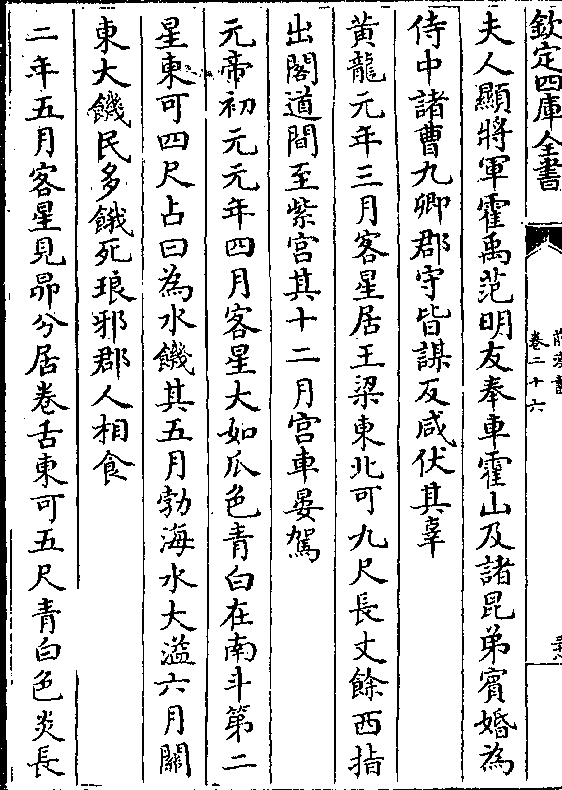 欽定四庫全書
前漢書
卷二十六
夫人顯將軍霍禹范明友奉車霍山及諸昆弟賓婚為
侍中諸曹九卿郡守皆謀反咸伏其辜
黃龍元年三月客星居王梁東北可九尺長丈餘西指
出閣道間至紫宮其十二月宮車晏駕
元帝初元元年四月客星大如瓜色青白在南斗第二
星東可四尺占曰為水饑其五月勃海水大溢六月關
東大饑民多餓死琅邪郡人相食
二年五月客星見昴分居卷舌東可五尺青白色炎長